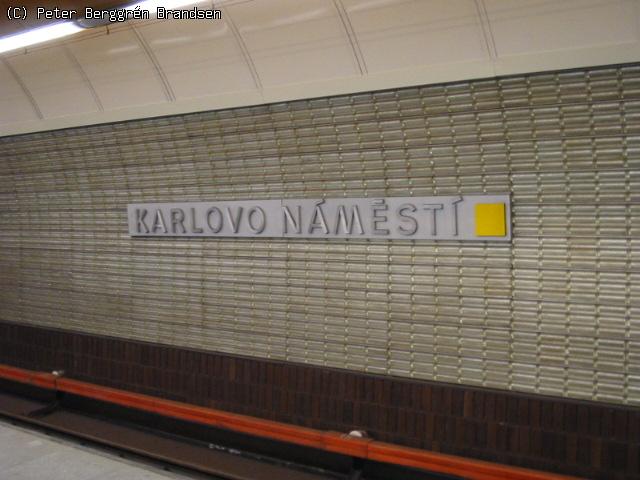 (C) Peter Berggrén Brandsen
KARLOVO NÁMĚSTÍ